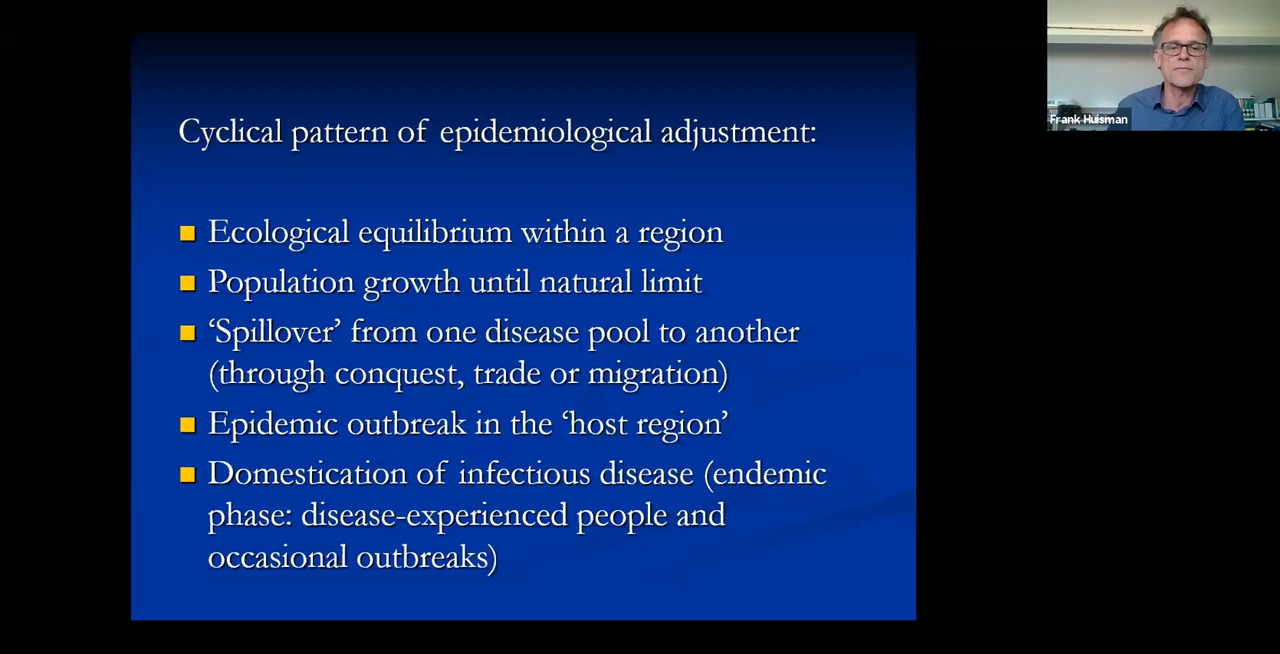 Cyclical pattern of epidemiological adjustment:
Ecological equilibrium within a region
Population growth until natural limit
‘Spillover’ from one disease pool to another
(through conquest, trade or migration)
Epidemic outbreak in the ‘host region’
Domestication of infectious disease (endemic
phase: disease-experienced people and
occasional outbreaks)
Frank Huisman